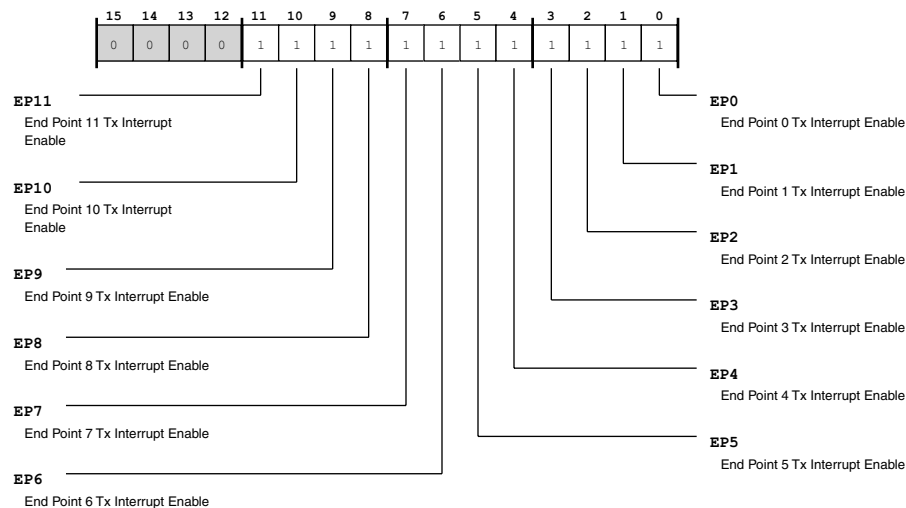 15 14 13 12 11 10 9 8 7 6 5 4 3 2 1 0
0 0 0 0 1 1 1 1 1 1 1 1 1 1 1 1
EP11
End Point 11 Tx Interrupt
Enable
EP10
End Point 10 Tx Interrupt
Enable
EP9
End Point 9 Tx Interrupt Enable
EP8
End Point 8 Tx Interrupt Enable
EP7
End Point 7 Tx Interrupt Enable
EP6
End Point 6 Tx Interrupt Enable
EP0
End Point 0 Tx Interrupt Enable
EP1
End Point 1 Tx Interrupt Enable
EP2
End Point 2 Tx Interrupt Enable
EP3
End Point 3 Tx Interrupt Enable
EP4
End Point 4 Tx Interrupt Enable
EP5
End Point 5 Tx Interrupt Enable